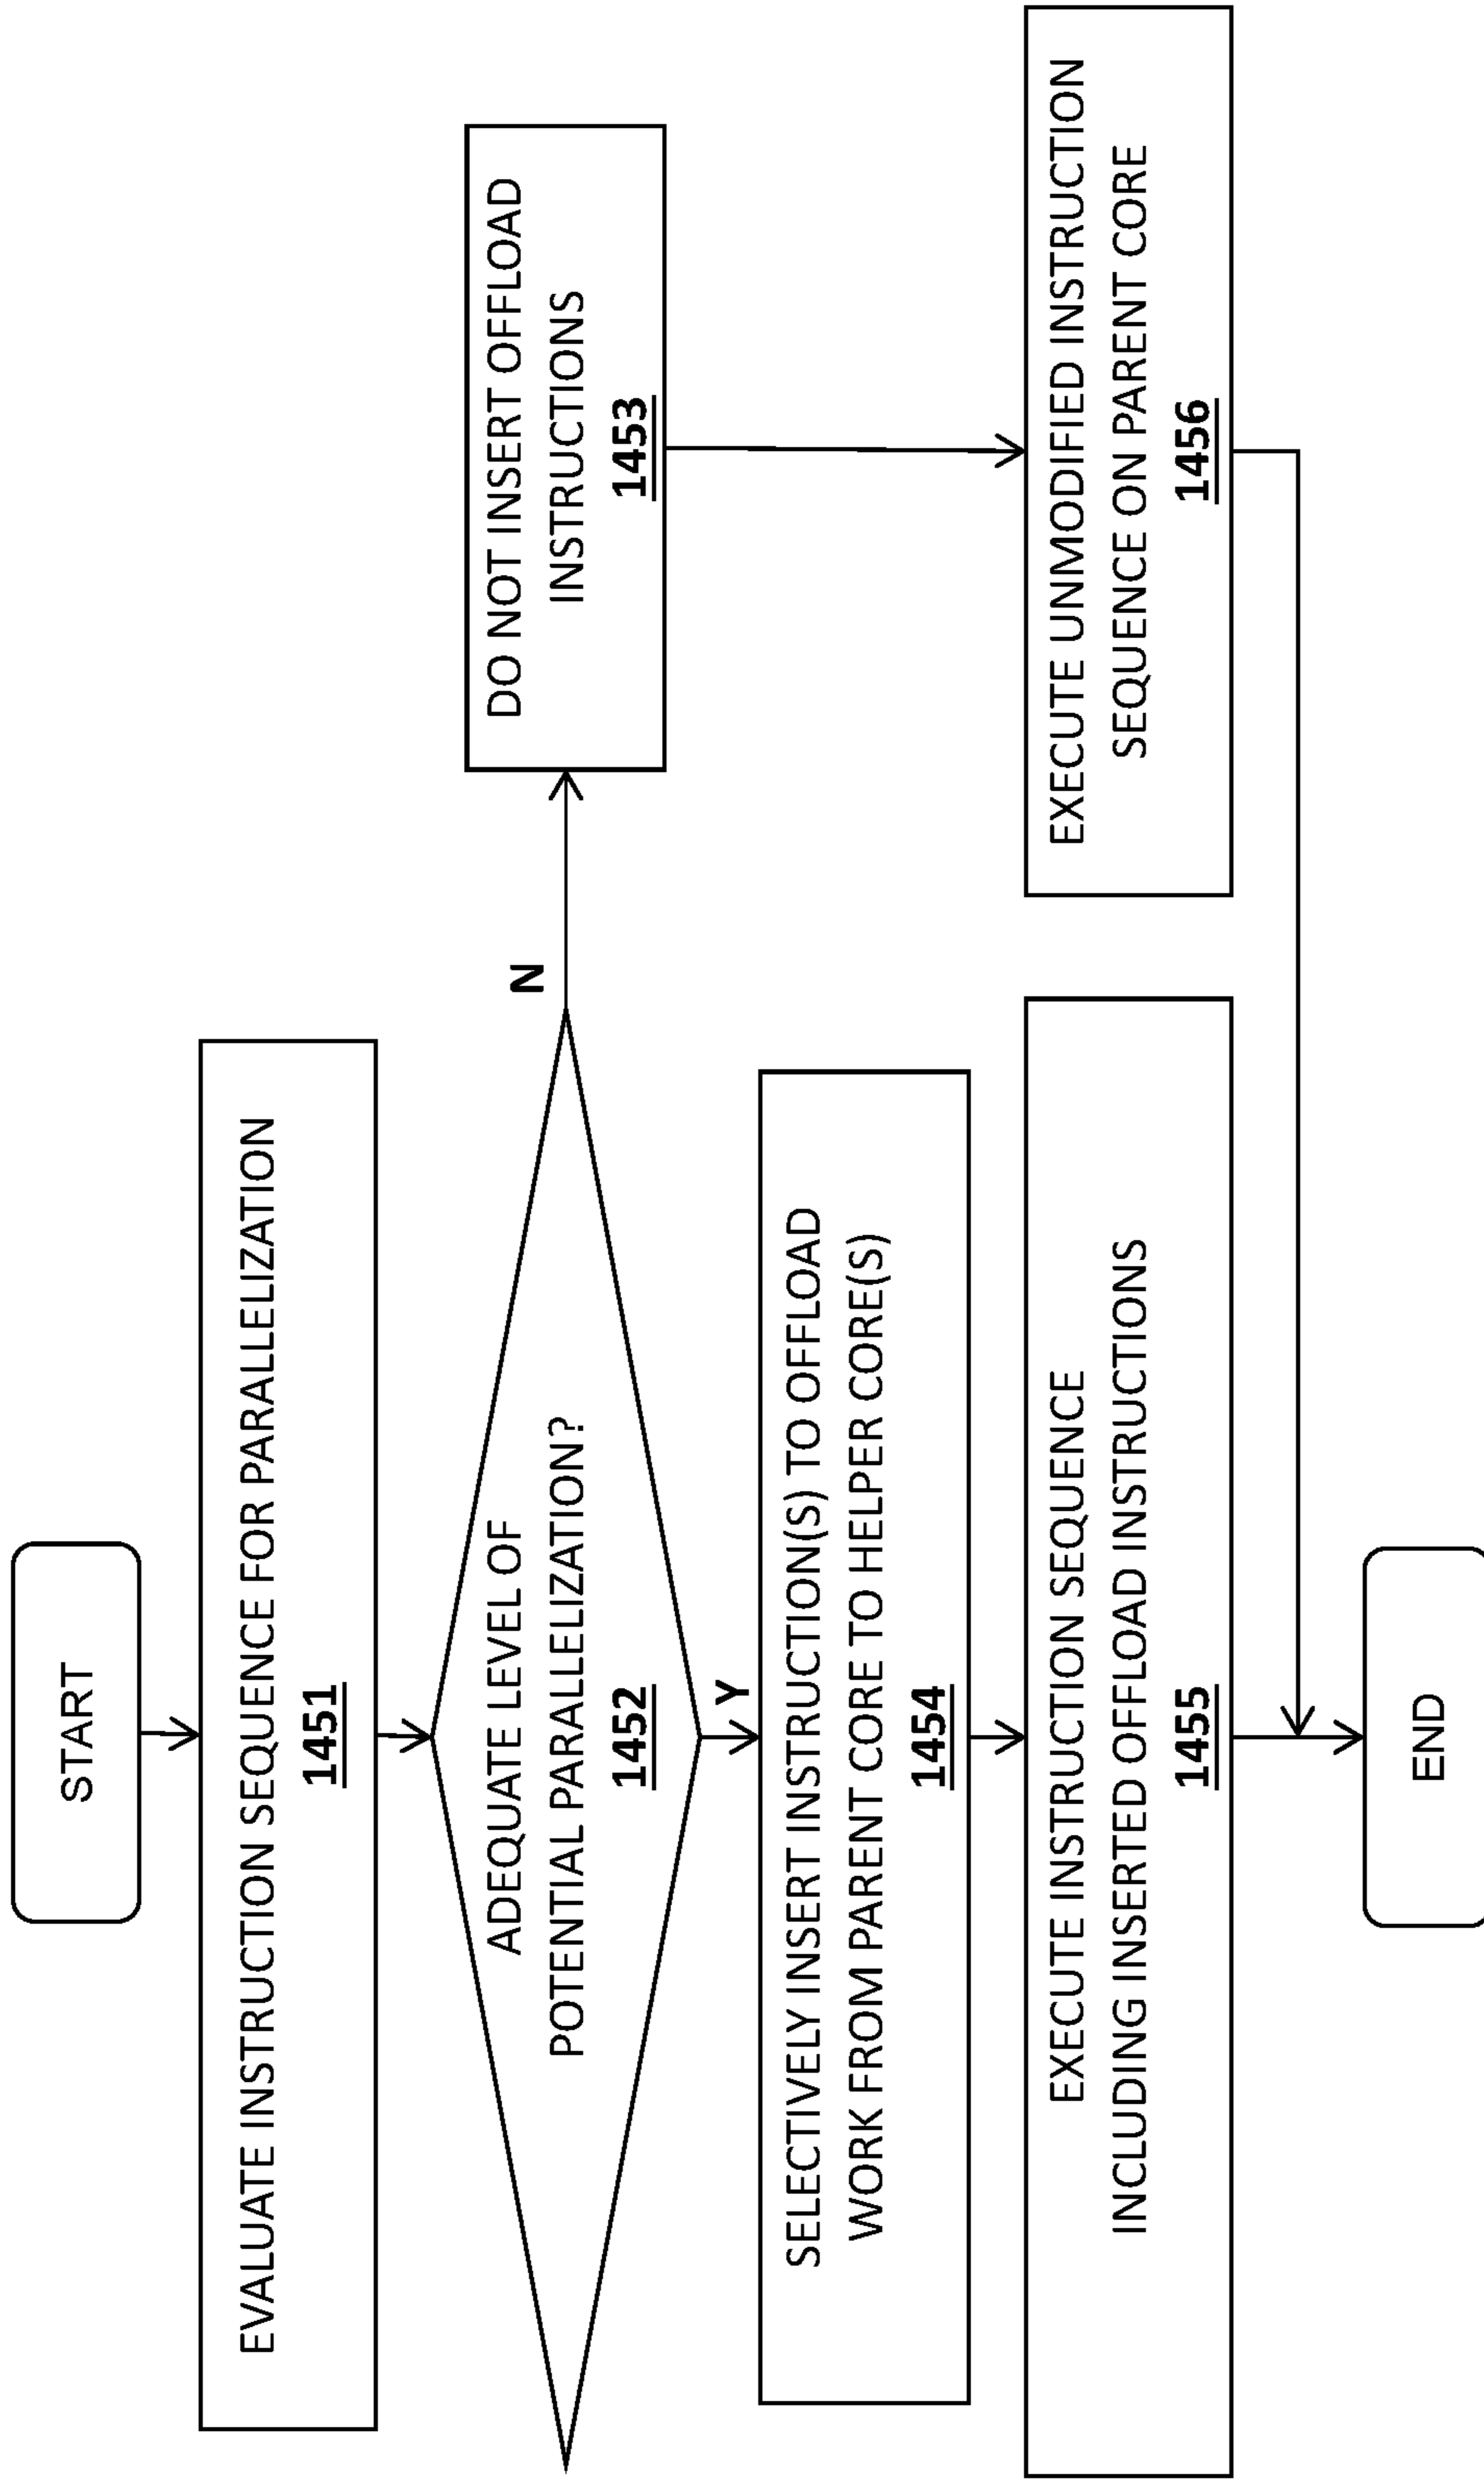 START
EVALUATE INSTRUCTION SEQUENCE FOR PARALLELIZATION
1451
ADEQUATE LEVEL OF
POTENTIAL PARALLELIZATION?
1452
N
DO NOT INSERT OFFLOAD
INSTRUCTIONS
1453
Y
SELECTIVELY INSERT INSTRUCTION(S) TO OFFLOAD
WORK FROM PARENT CORE TO HELPER CORE(S)
1454
EXECUTE INSTRUCTION SEQUENCE
INCLUDING INSERTED OFFLOAD INSTRUCTIONS
1455
EXECUTE UNMODIFIED INSTRUCTION
SEQUENCE ON PARENT CORE
1456
END